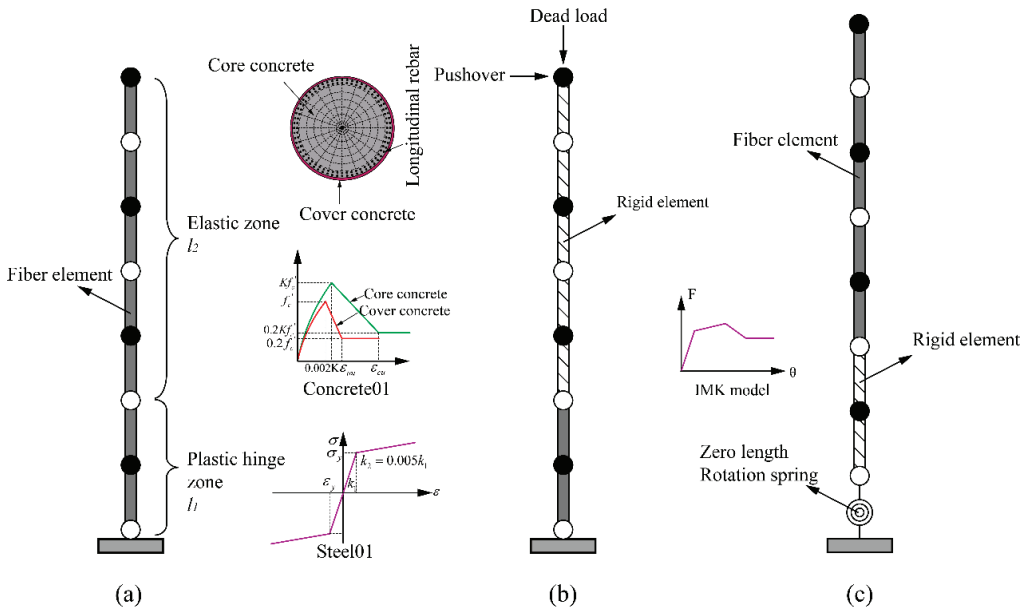 Elastic zone
l2
Fiber element
Plastic hinge
zone
l1
(a)
Core concrete
Longitudinal rebar
Cover concrete
Kf'c
f'c
0.2Kf'c
0.2f'c
Core concrete
Cover concrete
0.002K
εcu
Concrete01
σ
σy
k2 = 0.005k1
εy
ε
Steel01
Dead load
Pushover
Rigid element
(b)
Fiber element
F
θ
IMK model
Rigid element
Zero length
Rotation spring
(c)